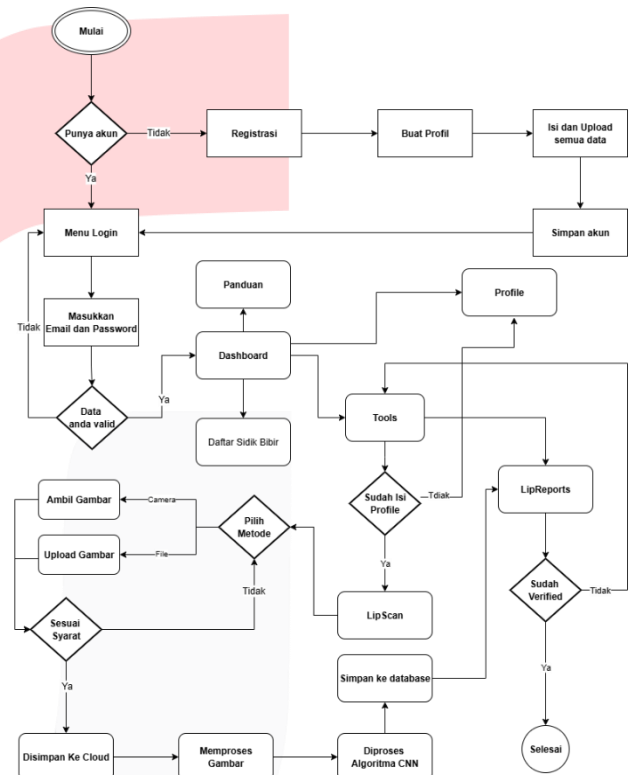 Mulai
Punya akun
Tidak
Registrasi
Buat Profil
Isi dan Upload
semua data
Ya
Menu Login
Simpan akun
Panduan
Profile
Masukkan
Email dan Password
Tidak
Dashboard
Ya
Data
anda valid
Tools
Daftar Sidik Bibir
Sudah Isi
Profile
Tdiak
LipReports
Ambil Gambar
Camera
Pilih
Metode
Upload Gambar
File
Ya
Sudah
Verified
Tidak
Tidak
Sesuai
Syarat
LipScan
Ya
Simpan ke database
Ya
Disimpan Ke Cloud
Memproses
Gambar
Diproses
Algoritma CNN
Selesai